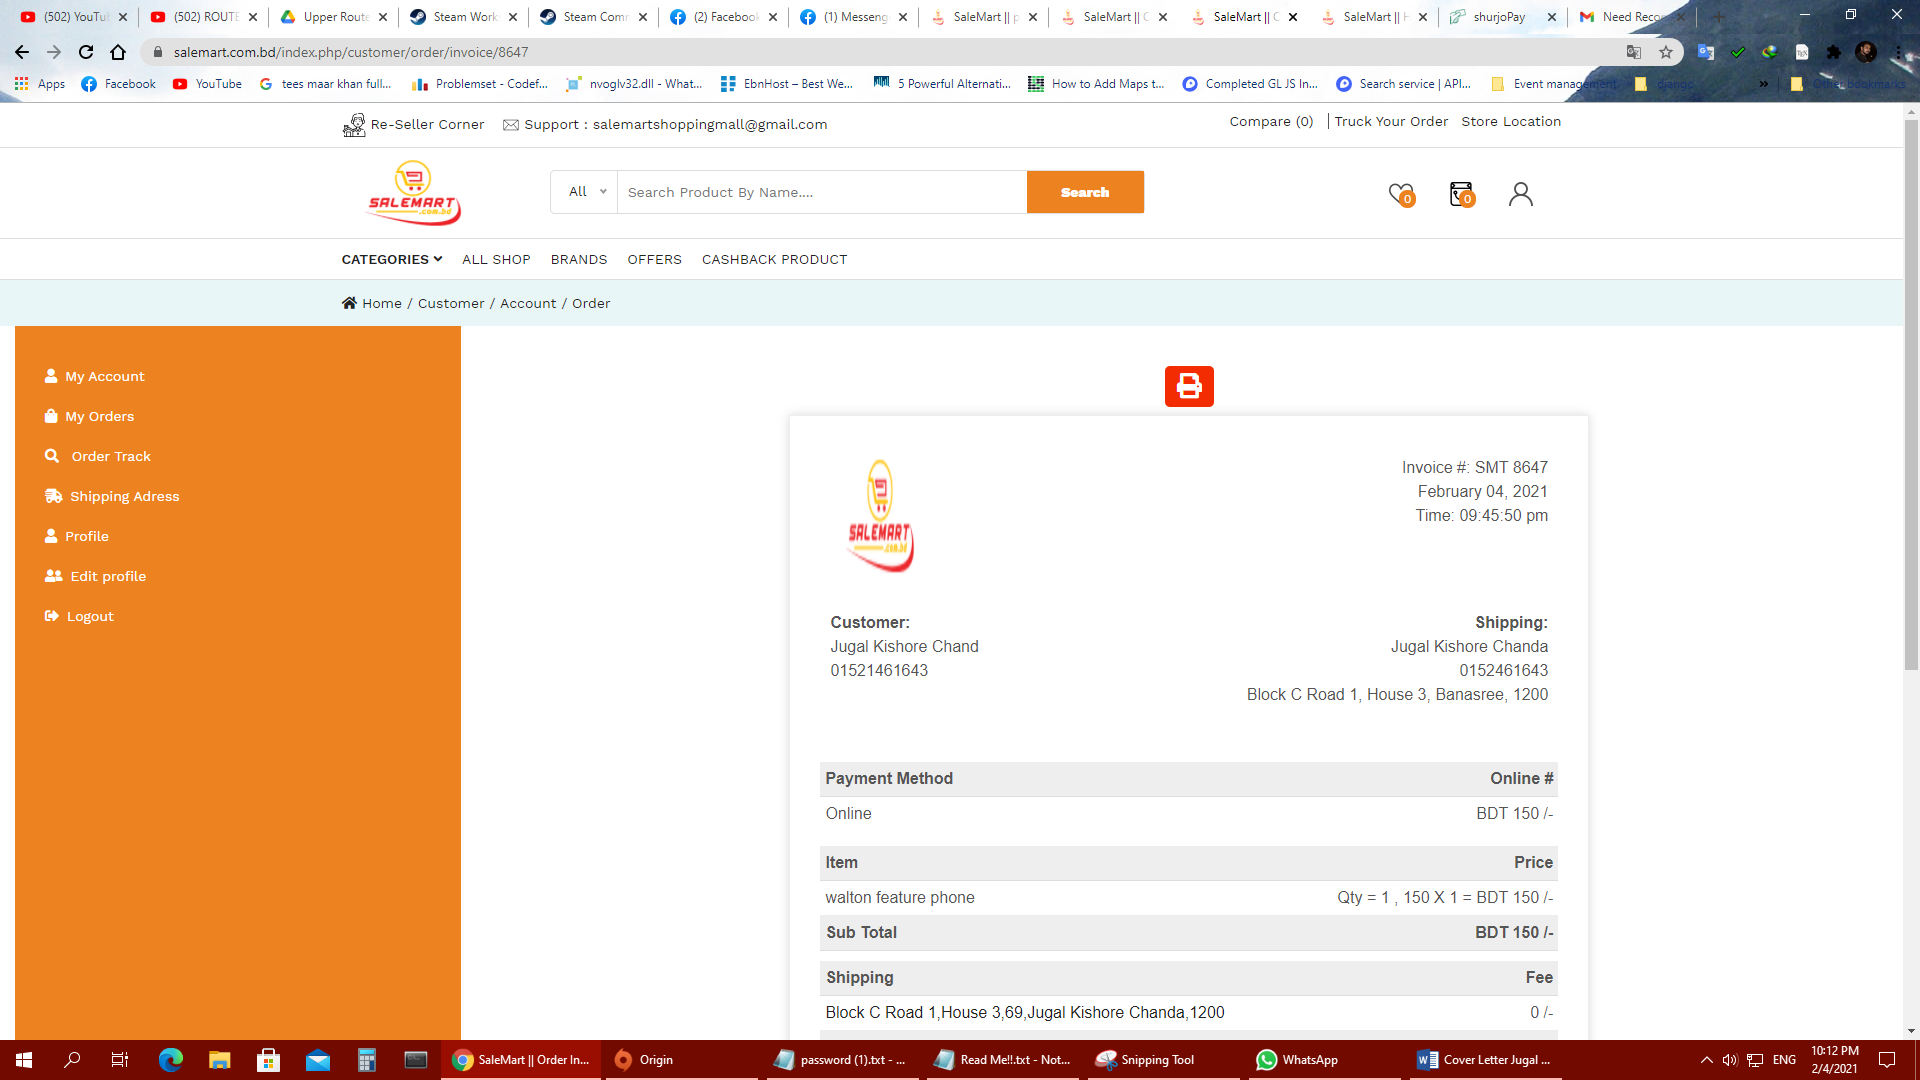 (502) YouTu
(502) ROUTE
Upper Route
Steam Work
Steam Comm
(2) Facebook
(1) Messeng
SaleMart || p
SaleMart || C
SaleMart || C
SaleMart || H
shurjoPay
Need Reco
salemart.com.bd/index.php/customer/order/invoice/8647
Apps
Facebook
YouTube
tees maar khan full...
Problemset - Codef...
nvoglv32.dll - What...
EbnHost – Best We...
5 Powerful Alternati...
How to Add Maps t...
Completed GL JS In...
Search service | API...
Event management
django
»
Other bookmarks
Re-Seller Corner
Support : salemartshoppingmall@gmail.com
Compare (0)
Truck Your Order
Store Location
SALEMART
.com.bd
All
Search Product By Name....
Search
0
0
CATEGORIES
ALL SHOP
BRANDS
OFFERS
CASHBACK PRODUCT
Home / Customer / Account / Order
My Account
My Orders
Order Track
Shipping Adress
Profile
Edit profile
Logout
SALEMART
.com.bd
Invoice #: SMT 8647
February 04, 2021
Time: 09:45:50 pm
Customer:
Jugal Kishore Chand
01521461643
Shipping:
Jugal Kishore Chanda
0152461643
Block C Road 1, House 3, Banasree, 1200
Payment Method
Online #
Online
BDT 150 /-
Item
Price
walton feature phone
Qty = 1 , 150 X 1 = BDT 150 /-
Sub Total
BDT 150 /-
Shipping
Fee
Block C Road 1,House 3,69,Jugal Kishore Chanda,1200
0 /-
SaleMart || Order In...
Origin
password (1).txt - ...
Read Me!!.txt - Not...
Snipping Tool
WhatsApp
Cover Letter Jugal ...
ENG
10:12 PM
2/4/2021